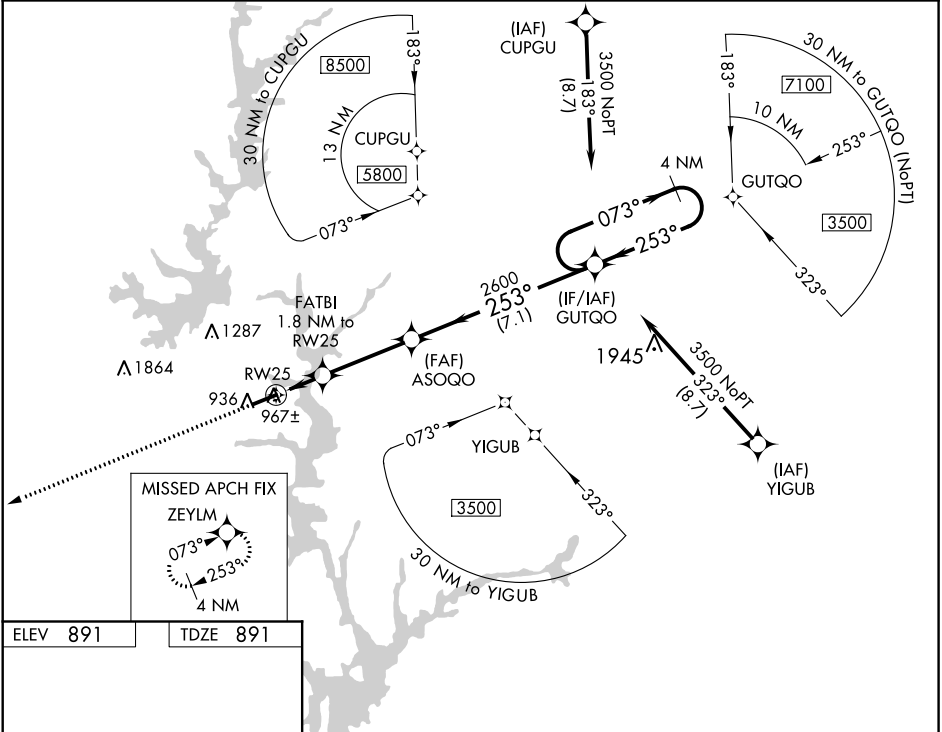 30 NM to CUPGU
8500
183°
13 NM
CUPGU
5800
073°
(IAF)
CUPGU
3500 NoPT
183°
(8.7)
30 NM to GUTQO (NoPT)
183°
7100
10 NM
253°
GUTQO
3500
323°
4 NM
073°
253°
(IF/IAF)
GUTQO
2600
253°
(7.1)
FATBI
1.8 NM to
RW25
(FAF)
ASOQO
1287
1864
RW25
936
967±
1945
3500 NoPT
323°
(8.7)
(IAF)
YIGUB
073°
YIGUB
323°
3500
30 NM to YIGUB
MISSED APCH FIX
ZEYLM
073°
253°
4 NM
ELEV 891
TDZE 891